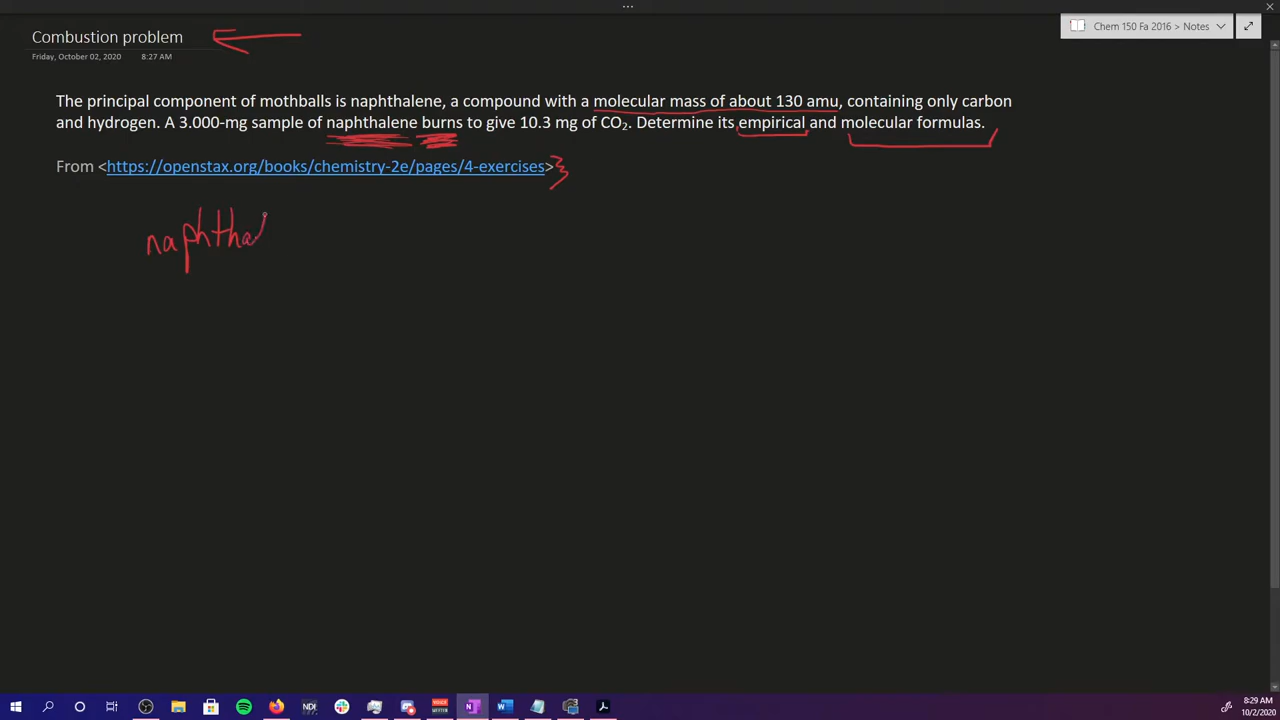 Combustion problem
Friday, October 02, 2020 8:27 AM
Chem 150 Fa 2016 > Notes
The principal component of mothballs is naphthalene, a compound with a molecular mass of about 130 amu, containing only carbon
and hydrogen. A 3.000-mg sample of naphthalene burns to give 10.3 mg of CO₂. Determine its empirical and molecular formulas.
From <https://openstax.org/books/chemistry-2e/pages/4-exercises>
naphthal
8:29 AM
10/2/2020